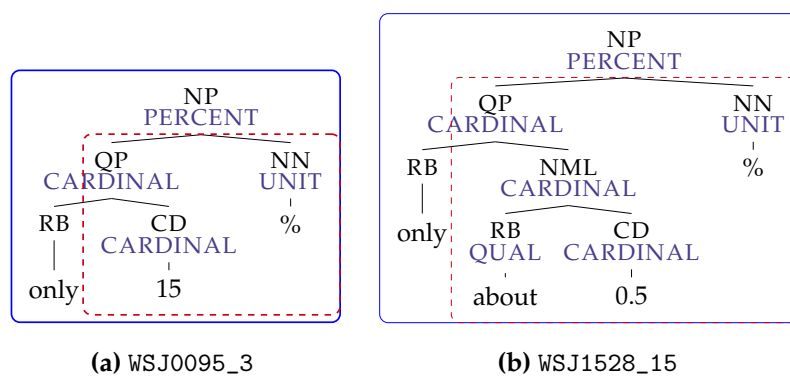 NP
PERCENT
QP
CARDINAL
NN
UNIT
RB
CD
CARDINAL
%
only
15
(a) WSJ0095_3
NP
PERCENT
QP
CARDINAL
NN
UNIT
RB
NML
CARDINAL
%
only
RB
QUAL
CD
CARDINAL
about
0.5
(b) WSJ1528_15